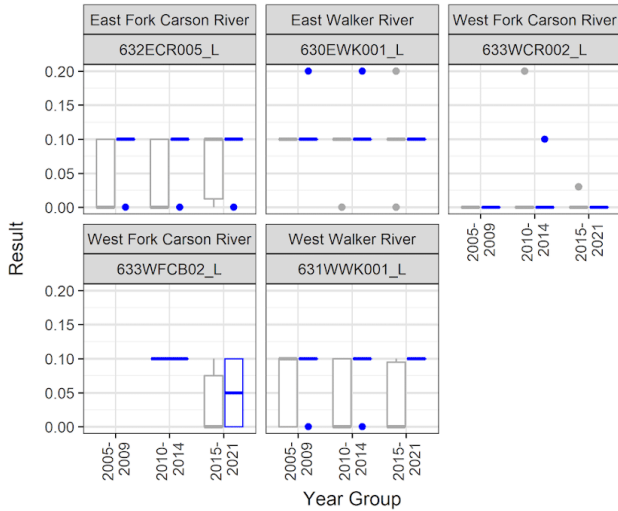 East Fork Carson River
East Walker River
West Fork Carson River
632ECR005_L
630EWK001_L
633WCR002_L
0.20
0.15
0.10
0.05
0.00
2005-
2009
2010-
2014
2015-
2021
West Fork Carson River
West Walker River
633WFCB02_L
631WWK001_L
0.20
0.15
0.10
0.05
0.00
2005-
2009
2010-
2014
2015-
2021
2005-
2009
2010-
2014
2015-
2021
Result
Year Group